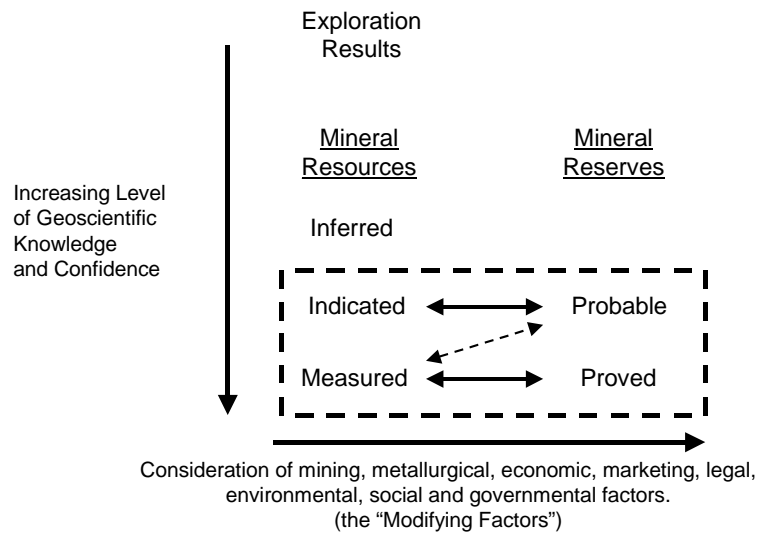 Exploration
Results
Mineral
Resources
Mineral
Reserves
Increasing Level
of Geoscientific
Knowledge
and Confidence
Inferred
Indicated
Probable
Measured
Proved
Consideration of mining, metallurgical, economic, marketing, legal,
environmental, social and governmental factors.
(the “Modifying Factors”)